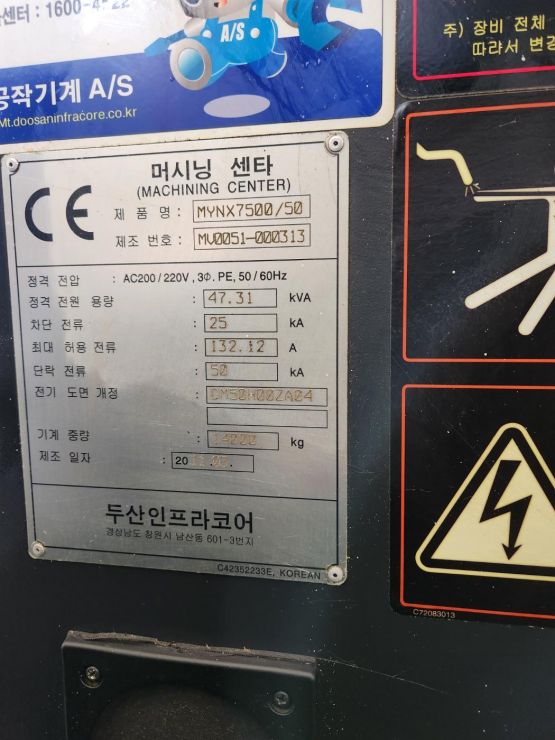 센터 : 1600-4522
A/S
공작기계 A/S
Mt.doosaninfracore.co.kr
주) 장비 전체
따라서 변경
CE
머시닝 센타
(MACHINING CENTER)
제 품 명 : MYNX7500/50
제조 번호 : MV0051-000313
정격 전압 : AC200/220V, 3Φ. PE, 50/60Hz
정격 전원 용량 : 47.31 kVA
차단 전류 : 25 kA
최대 허용 전류 : 132.12 A
단락 전류 : 50 kA
전기 도면 개정 : DM50H00ZA04
기계 중량 : 14000 kg
제조 일자 : 2011.
두산인프라코어
경상남도 창원시 남산동 601-3번지
C42352233E, KOREAN
C72083013